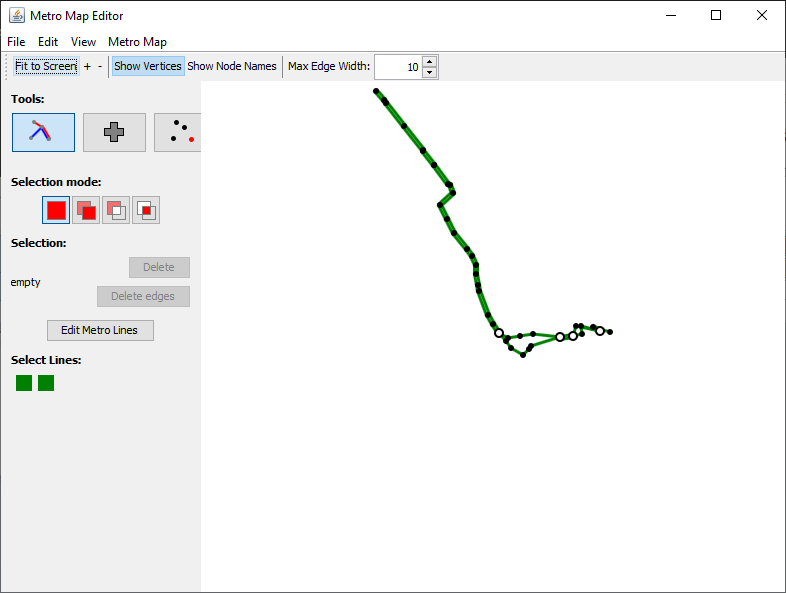 Metro Map Editor
File Edit View Metro Map
Fit to Screen + - Show Vertices Show Node Names Max Edge Width: 10
Tools:
Selection mode:
Selection:
Delete
empty
Delete edges
Edit Metro Lines
Select Lines: